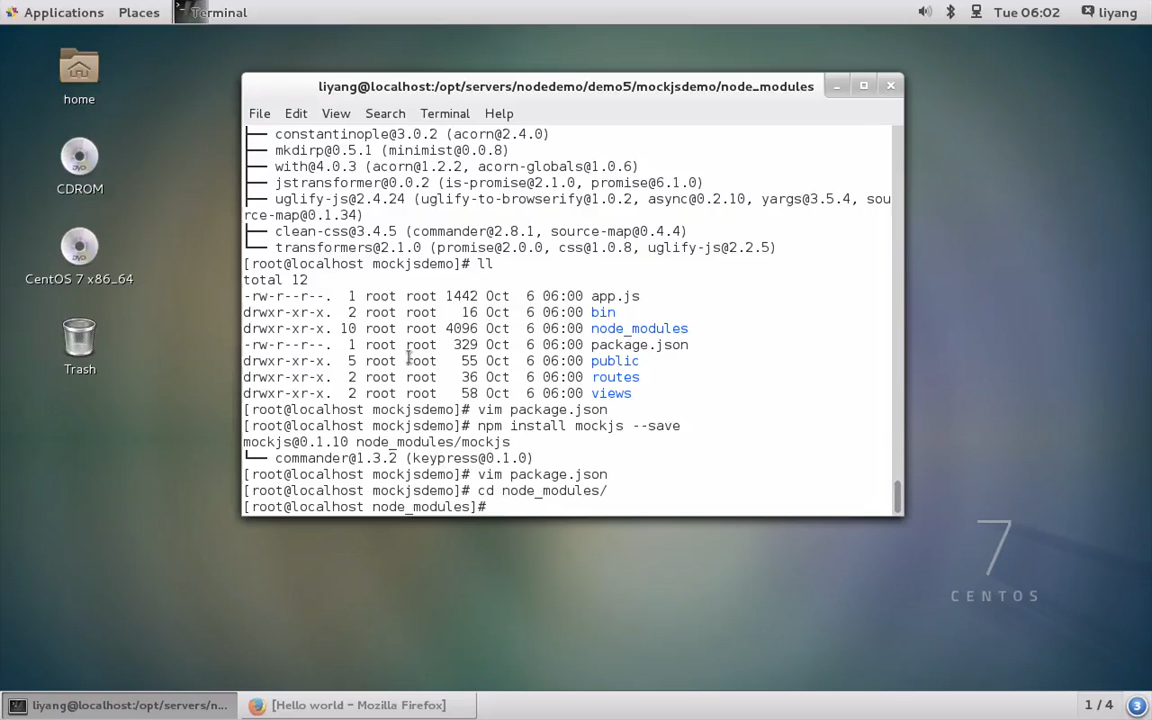 Applications Places Terminal Tue 06:02 liyang
home
CDROM
CentOS 7 x86_64
Trash
liyang@localhost:/opt/servers/nodedemo/demo5/mockjsdemo/node_modules
File Edit View Search Terminal Help
├── constantinople@3.0.2 (acorn@2.4.0)
├── mkdirp@0.5.1 (minimist@0.0.8)
├── with@4.0.3 (acorn@1.2.2, acorn-globals@1.0.6)
├── jstransformer@0.0.2 (is-promise@2.1.0, promise@6.1.0)
├── uglify-js@2.4.24 (uglify-to-browserify@1.0.2, async@0.2.10, yargs@3.5.4, sou
rce-map@0.1.34)
├── clean-css@3.4.5 (commander@2.8.1, source-map@0.4.4)
└── transformers@2.1.0 (promise@2.0.0, css@1.0.8, uglify-js@2.2.5)
[root@localhost mockjsdemo]# ll
total 12
-rw-r--r--. 1 root root 1442 Oct 6 06:00 app.js
drwxr-xr-x. 2 root root 16 Oct 6 06:00 bin
drwxr-xr-x. 10 root root 4096 Oct 6 06:00 node_modules
-rw-r--r--. 1 root root 329 Oct 6 06:00 package.json
drwxr-xr-x. 5 root root 55 Oct 6 06:00 public
drwxr-xr-x. 2 root root 36 Oct 6 06:00 routes
drwxr-xr-x. 2 root root 58 Oct 6 06:00 views
[root@localhost mockjsdemo]# vim package.json
[root@localhost mockjsdemo]# npm install mockjs --save
mockjs@0.1.10 node_modules/mockjs
└── commander@1.3.2 (keypress@0.1.0)
[root@localhost mockjsdemo]# vim package.json
[root@localhost mockjsdemo]# cd node_modules/
[root@localhost node_modules]#
7
CENTOS
liyang@localhost:/opt/servers/n... [Hello world - Mozilla Firefox] 1 / 4 3